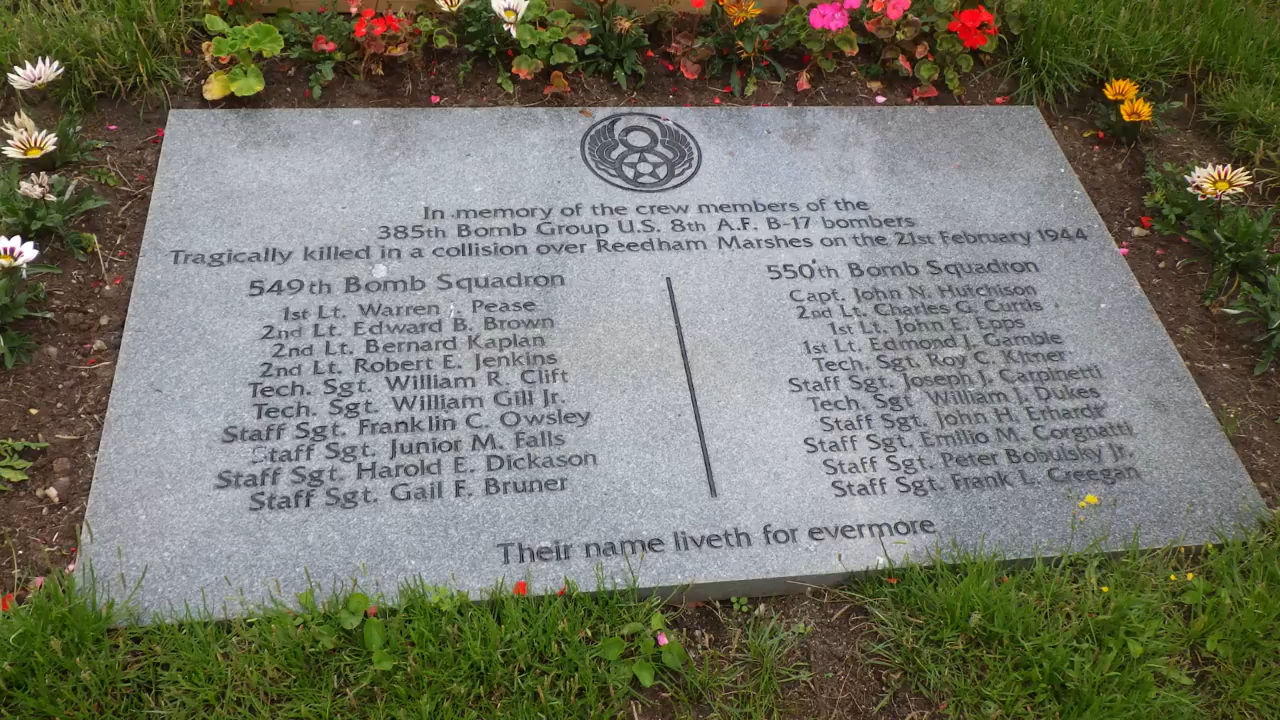 In memory of the crew members of the
385th Bomb Group U.S. 8th A.F. B-17 bombers
Tragically killed in a collision over Reedham Marshes on the 21st February 1944
549th Bomb Squadron
1st Lt. Warren J. Pease
2nd Lt. Edward B. Brown
2nd Lt. Bernard Kaplan
2nd Lt. Robert E. Jenkins
Tech. Sgt. William R. Clift
Tech. Sgt. William Gill Jr.
Staff Sgt. Franklin C. Owsley
Staff Sgt. Junior M. Falls
Staff Sgt. Harold E. Dickason
Staff Sgt. Gail F. Bruner
550th Bomb Squadron
Capt. John N. Hutchison
2nd Lt. Charles G. Curtis
1st Lt. John E. Epps
1st Lt. Edmond J. Gamble
Tech. Sgt. Roy C. Kitner
Staff Sgt. Joseph J. Carpinetti
Tech. Sgt. William J. Dukes
Staff Sgt. John H. Erhardt
Staff Sgt. Emilio M. Corgnatti
Staff Sgt. Peter Bobulsky Jr.
Staff Sgt. Frank L. Creegan
Their name liveth for evermore